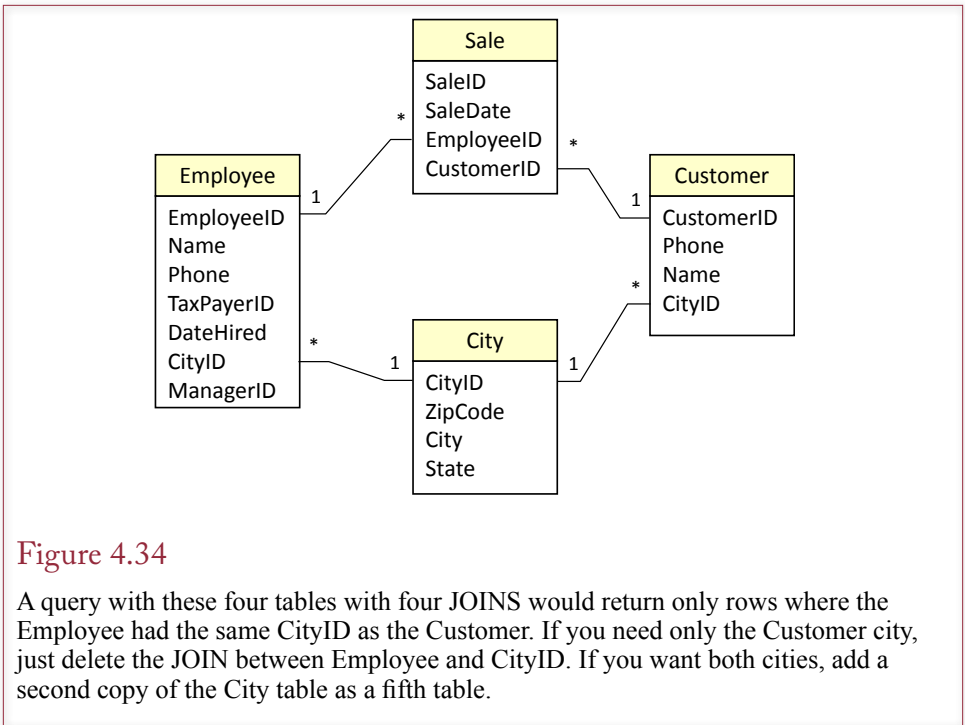 Sale
SaleID
SaleDate
EmployeeID
CustomerID
*
*
Employee
EmployeeID
Name
Phone
TaxPayerID
DateHired
CityID
ManagerID
1
*
Customer
CustomerID
Phone
Name
CityID
1
*
City
CityID
ZipCode
City
State
1
1
Figure 4.34
A query with these four tables with four JOINS would return only rows where the
Employee had the same CityID as the Customer. If you need only the Customer city,
just delete the JOIN between Employee and CityID. If you want both cities, add a
second copy of the City table as a fifth table.